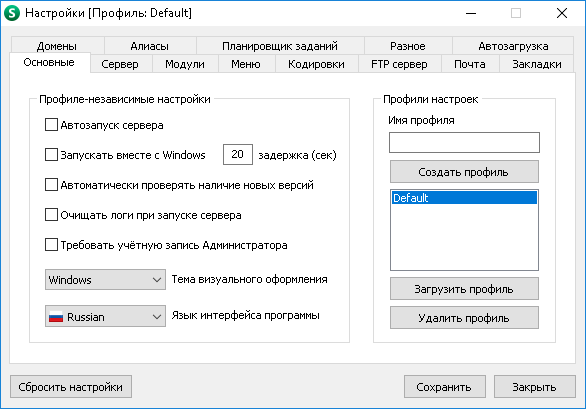 S
Настройки [Профиль: Default]
Домены
Алиасы
Планировщик заданий
Разное
Автозагрузка
Основные
Сервер
Модули
Меню
Кодировки
FTP сервер
Почта
Закладки
Профиле-независимые настройки
Автозапуск сервера
Запускать вместе с Windows 20 задержка (сек)
Автоматически проверять наличие новых версий
Очищать логи при запуске сервера
Требовать учётную запись Администратора
Windows Тема визуального оформления
Russian Язык интерфейса программы
Профили настроек
Имя профиля
Создать профиль
Default
Загрузить профиль
Удалить профиль
Сбросить настройки
Сохранить
Закрыть